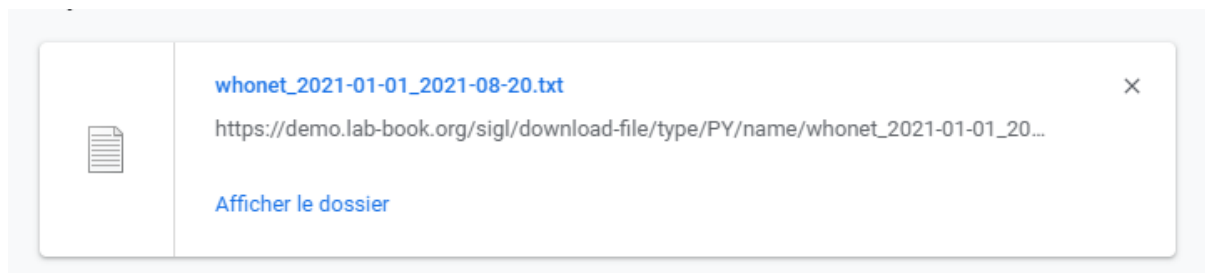 whonet_2021-01-01_2021-08-20.txt
https://demo.lab-book.org/sigl/download-file/type/PY/name/whonet_2021-01-01_20…
Afficher le dossier